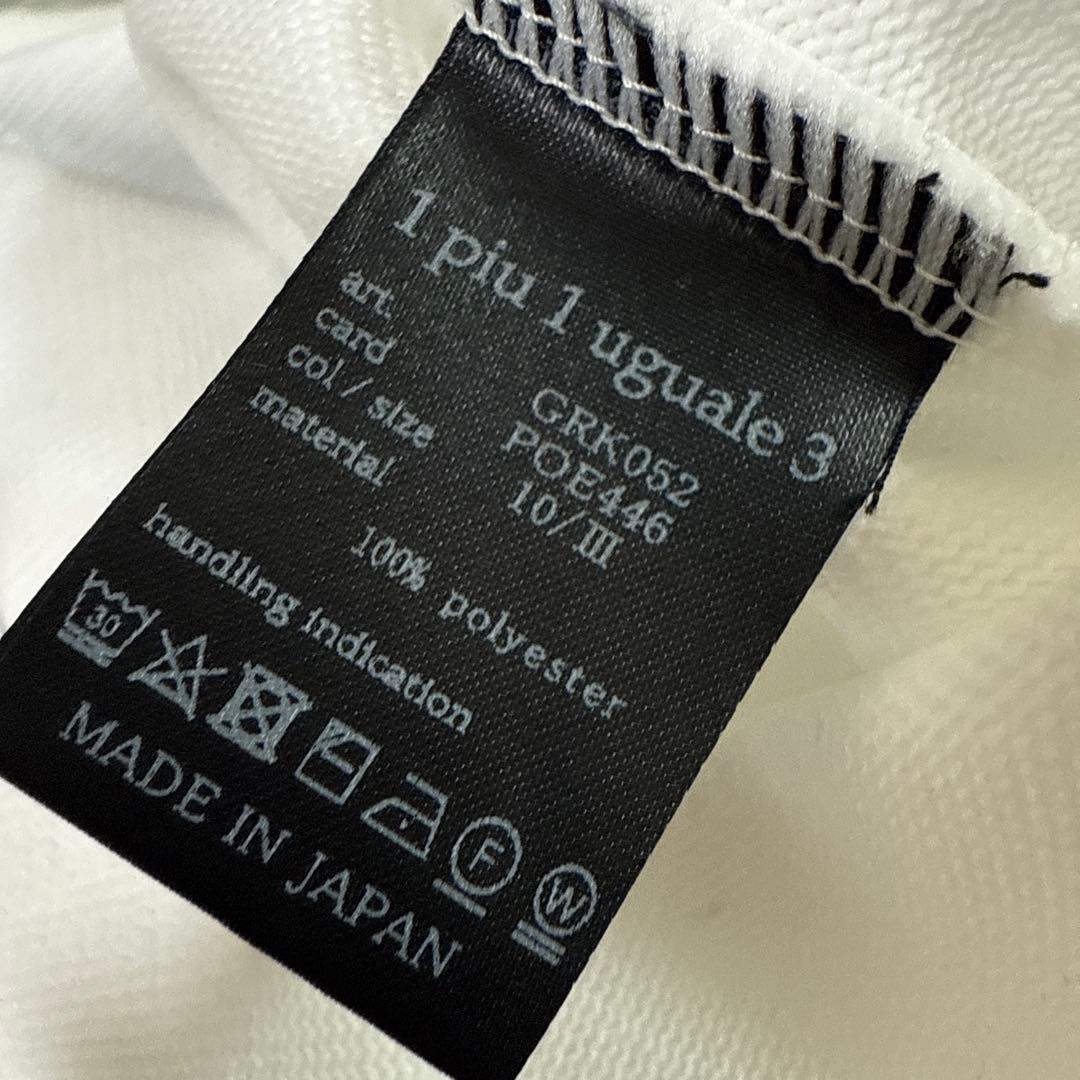 1 piu 1 uguale 3
art. GRK052
card POE446
col / size 10/III
material
100% polyester
handling indication
30
F
W
MADE IN JAPAN